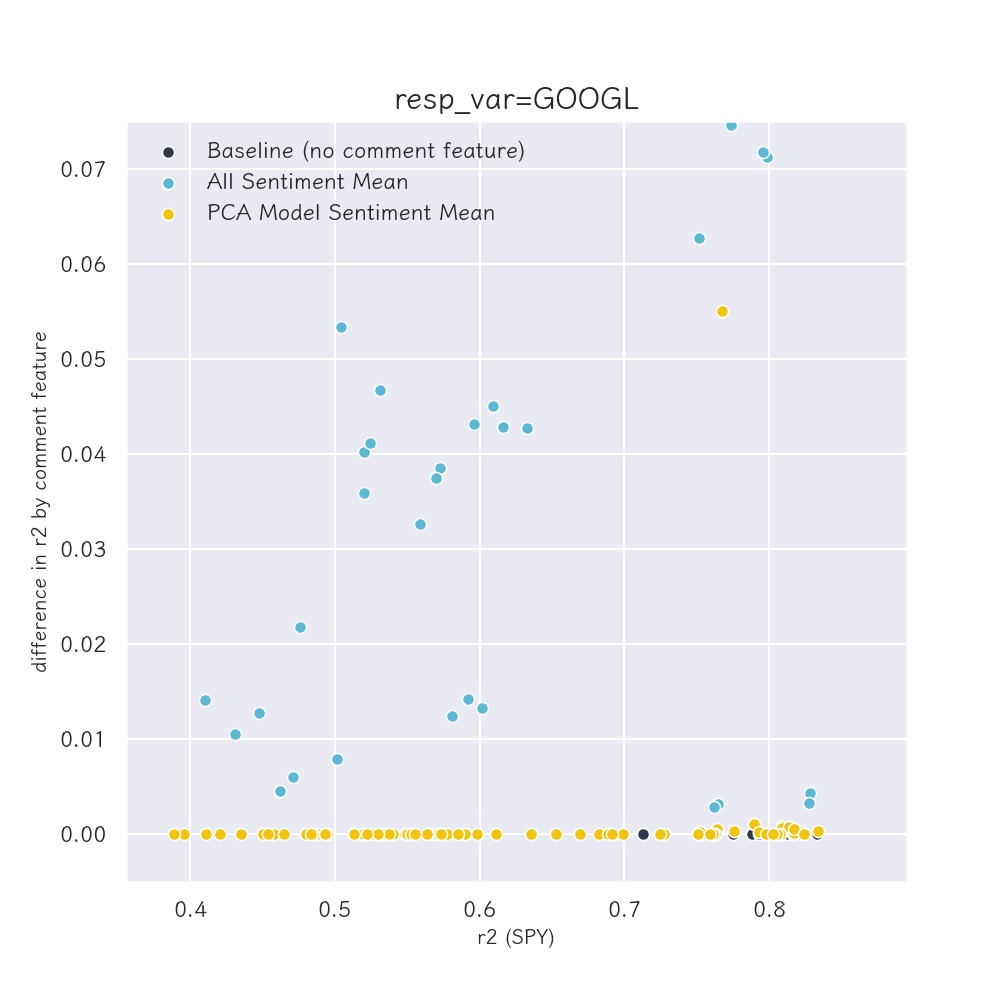 resp_var=GOOGL
Baseline (no comment feature)
All Sentiment Mean
PCA Model Sentiment Mean
difference in r2 by comment feature
0.07
0.06
0.05
0.04
0.03
0.02
0.01
0.00
0.4 0.5 0.6 0.7 0.8
r2 (SPY)